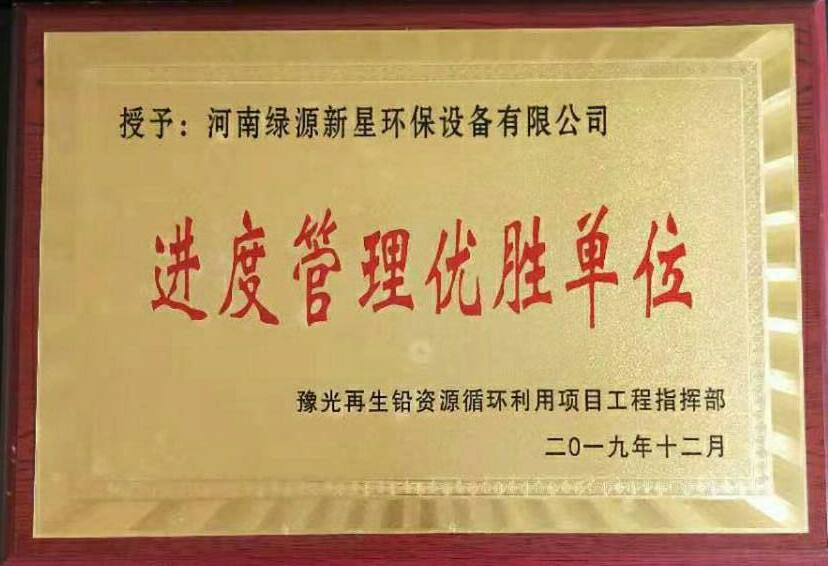 授予：河南绿源新星环保设备有限公司
进度管理优胜单位
豫光再生铅资源循环利用项目工程指挥部
二〇一九年十二月